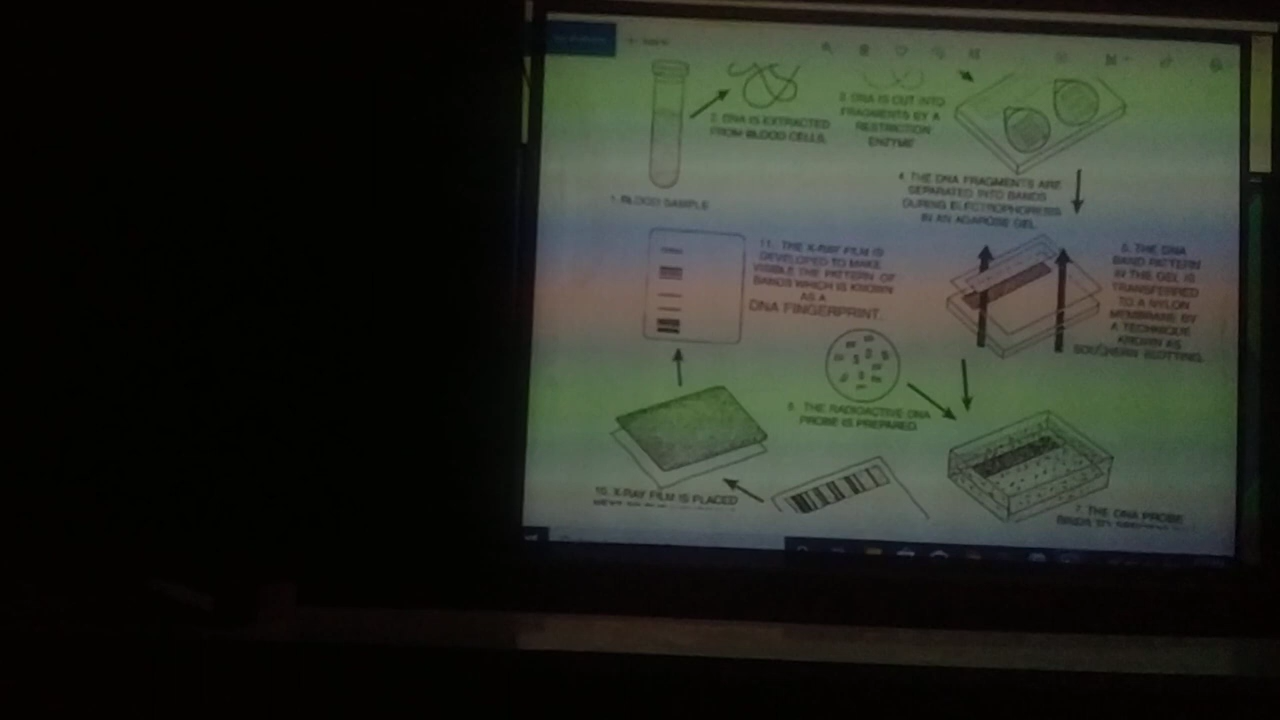 2. DNA IS EXTRACTED
FROM BLOOD CELLS.
3. DNA IS CUT INTO
FRAGMENTS BY A
RESTRICTION
ENZYME
1. BLOOD SAMPLE
4. THE DNA FRAGMENTS ARE
SEPARATED INTO BANDS
DURING ELECTROPHORESIS
IN AN AGAROSE GEL.
11. THE X-RAY FILM IS
DEVELOPED TO MAKE
VISIBLE THE PATTERN OF
BANDS WHICH IS KNOWN
AS A
DNA FINGERPRINT.
THE DNA
BAND PATTERN
IN THE GEL IS
TRANSFERRED
TO A NYLON
MEMBRANE BY
A TECHNIQUE
KNOWN AS
SOUTHERN BLOTTING.
THE RADIOACTIVE DNA
PROBE IS PREPARED.
10. X-RAY FILM IS PLACED
7. THE DNA PROBE